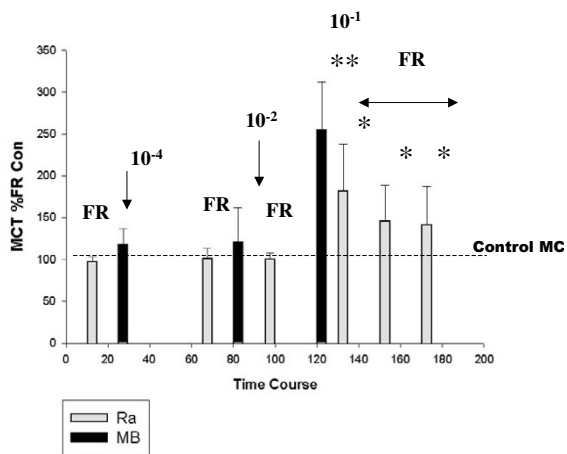 10⁻¹
350
300
**
FR
250
*
10⁻²
200
10⁻⁴
*
*
MCT %FR Con
150
FR
FR
FR
Control MC
100
50
0
0 20 40 60 80 100 120 140 160 180 200
Time Course
Ra
MB